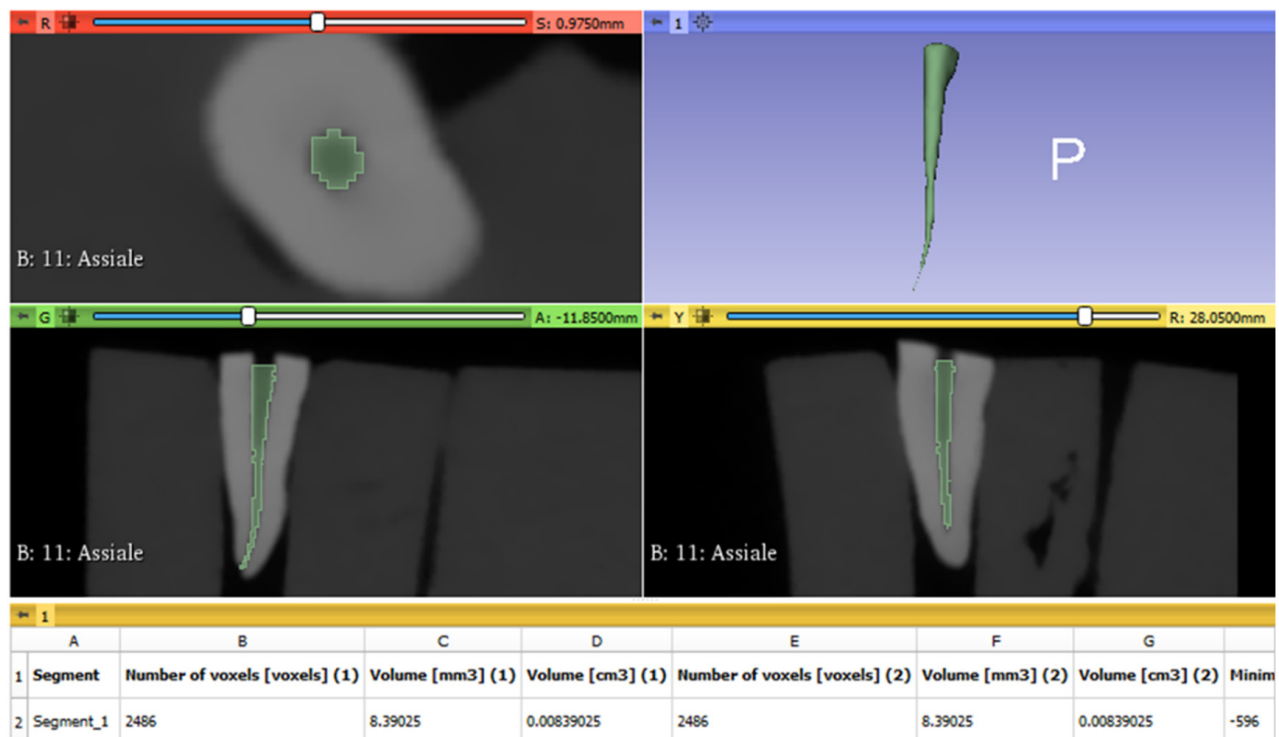 R S: 0.9750mm
1
B: 11: Assiale
P
G A: -11.8500mm
Y R: 28.0500mm
B: 11: Assiale
B: 11: Assiale
1
A B C D E F G
1 Segment Number of voxels [voxels] (1) Volume [mm3] (1) Volume [cm3] (1) Number of voxels [voxels] (2) Volume [mm3] (2) Volume [cm3] (2) Minim
2 Segment_1 2486 8.39025 0.00839025 2486 8.39025 0.00839025 -596